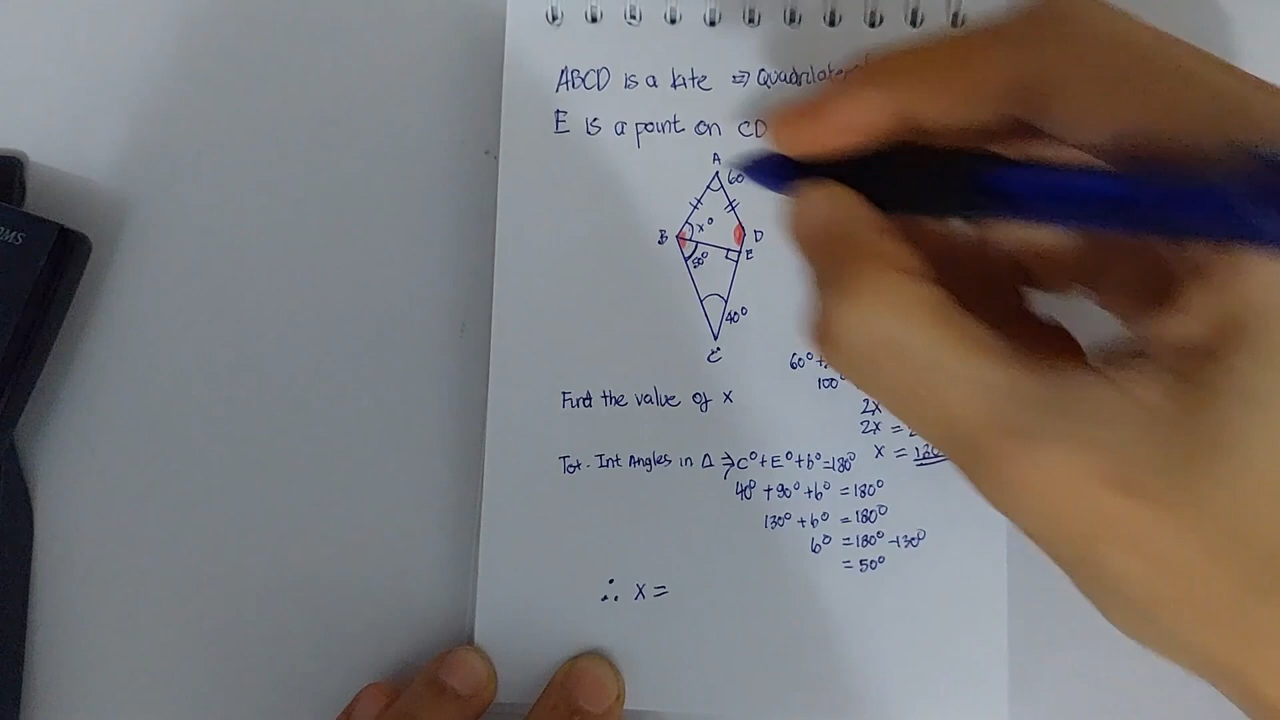 ABCD is a kite ⇒
E is a point on CD
A
60
B
x°
D
50°
E
40°
C
60°+
100°
Find the value of x
2x
2x =
Tot. Int Angles in Δ ⇒ C°+E°+b°=180°
x =
40° +90° +b° =180°
130° +b° =180°
b° =180° -130°
= 50°
∴ x =